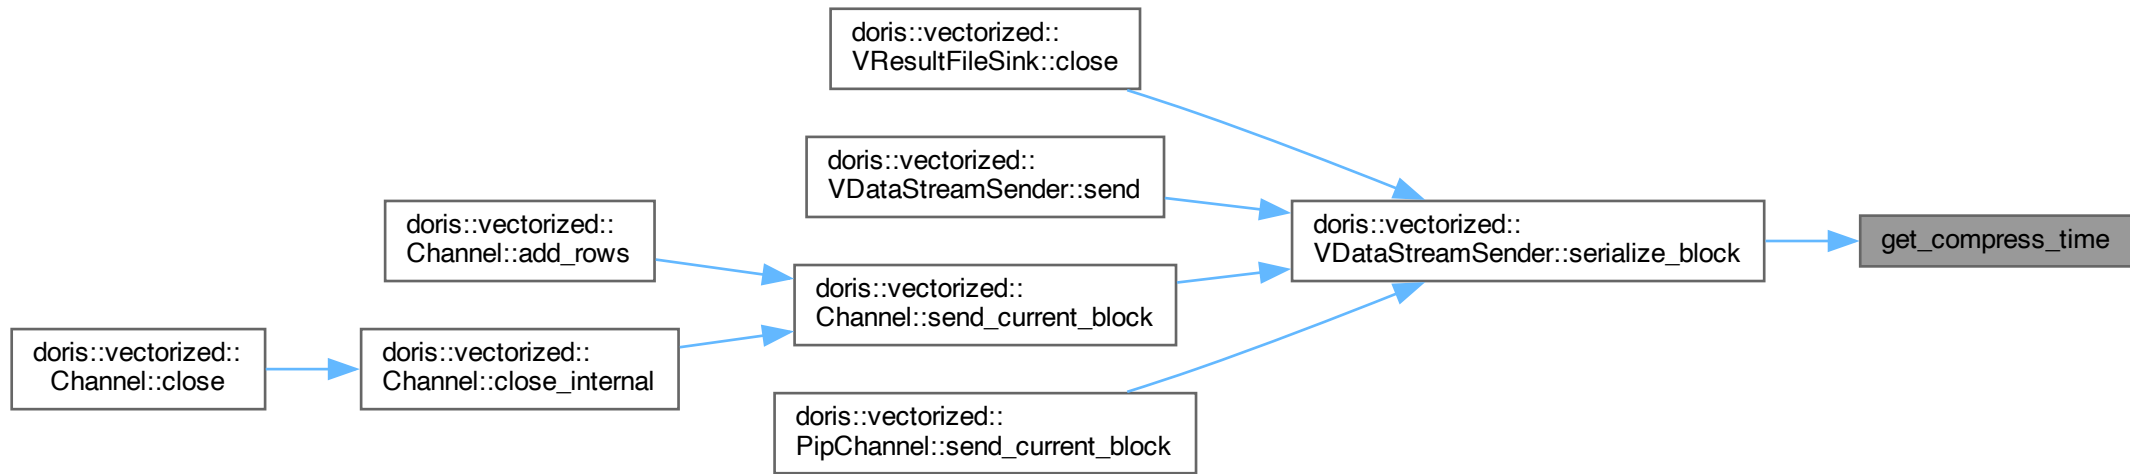 doris::vectorized::
VResultFileSink::close
doris::vectorized::
VDataStreamSender::send
doris::vectorized::
Channel::add_rows
doris::vectorized::
VDataStreamSender::serialize_block
get_compress_time
doris::vectorized::
Channel::send_current_block
doris::vectorized::
Channel::close
doris::vectorized::
Channel::close_internal
doris::vectorized::
PipChannel::send_current_block